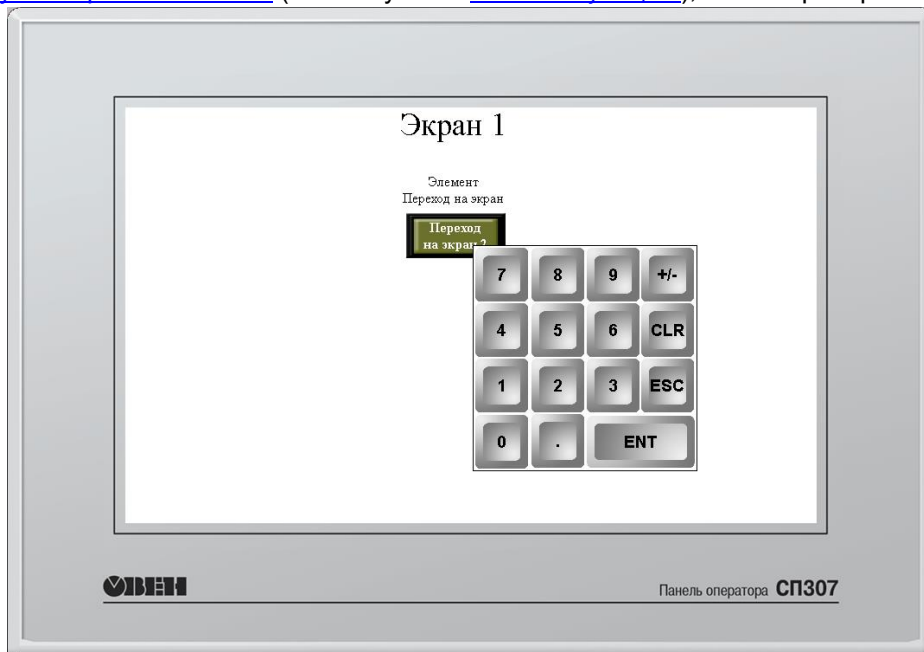 Экран 1
Элемент
Переход на экран
Переход
на экран 2
7 8 9 +/-
4 5 6 CLR
1 2 3 ESC
0 . ENT
ОВЕН
Панель оператора СП307